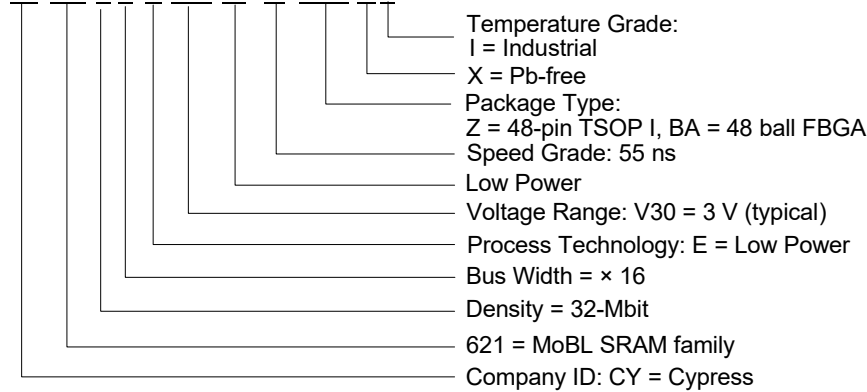 Temperature Grade:
I = Industrial
X = Pb-free
Package Type:
Z = 48-pin TSOP I, BA = 48 ball FBGA
Speed Grade: 55 ns
Low Power
Voltage Range: V30 = 3 V (typical)
Process Technology: E = Low Power
Bus Width = × 16
Density = 32-Mbit
621 = MoBL SRAM family
Company ID: CY = Cypress